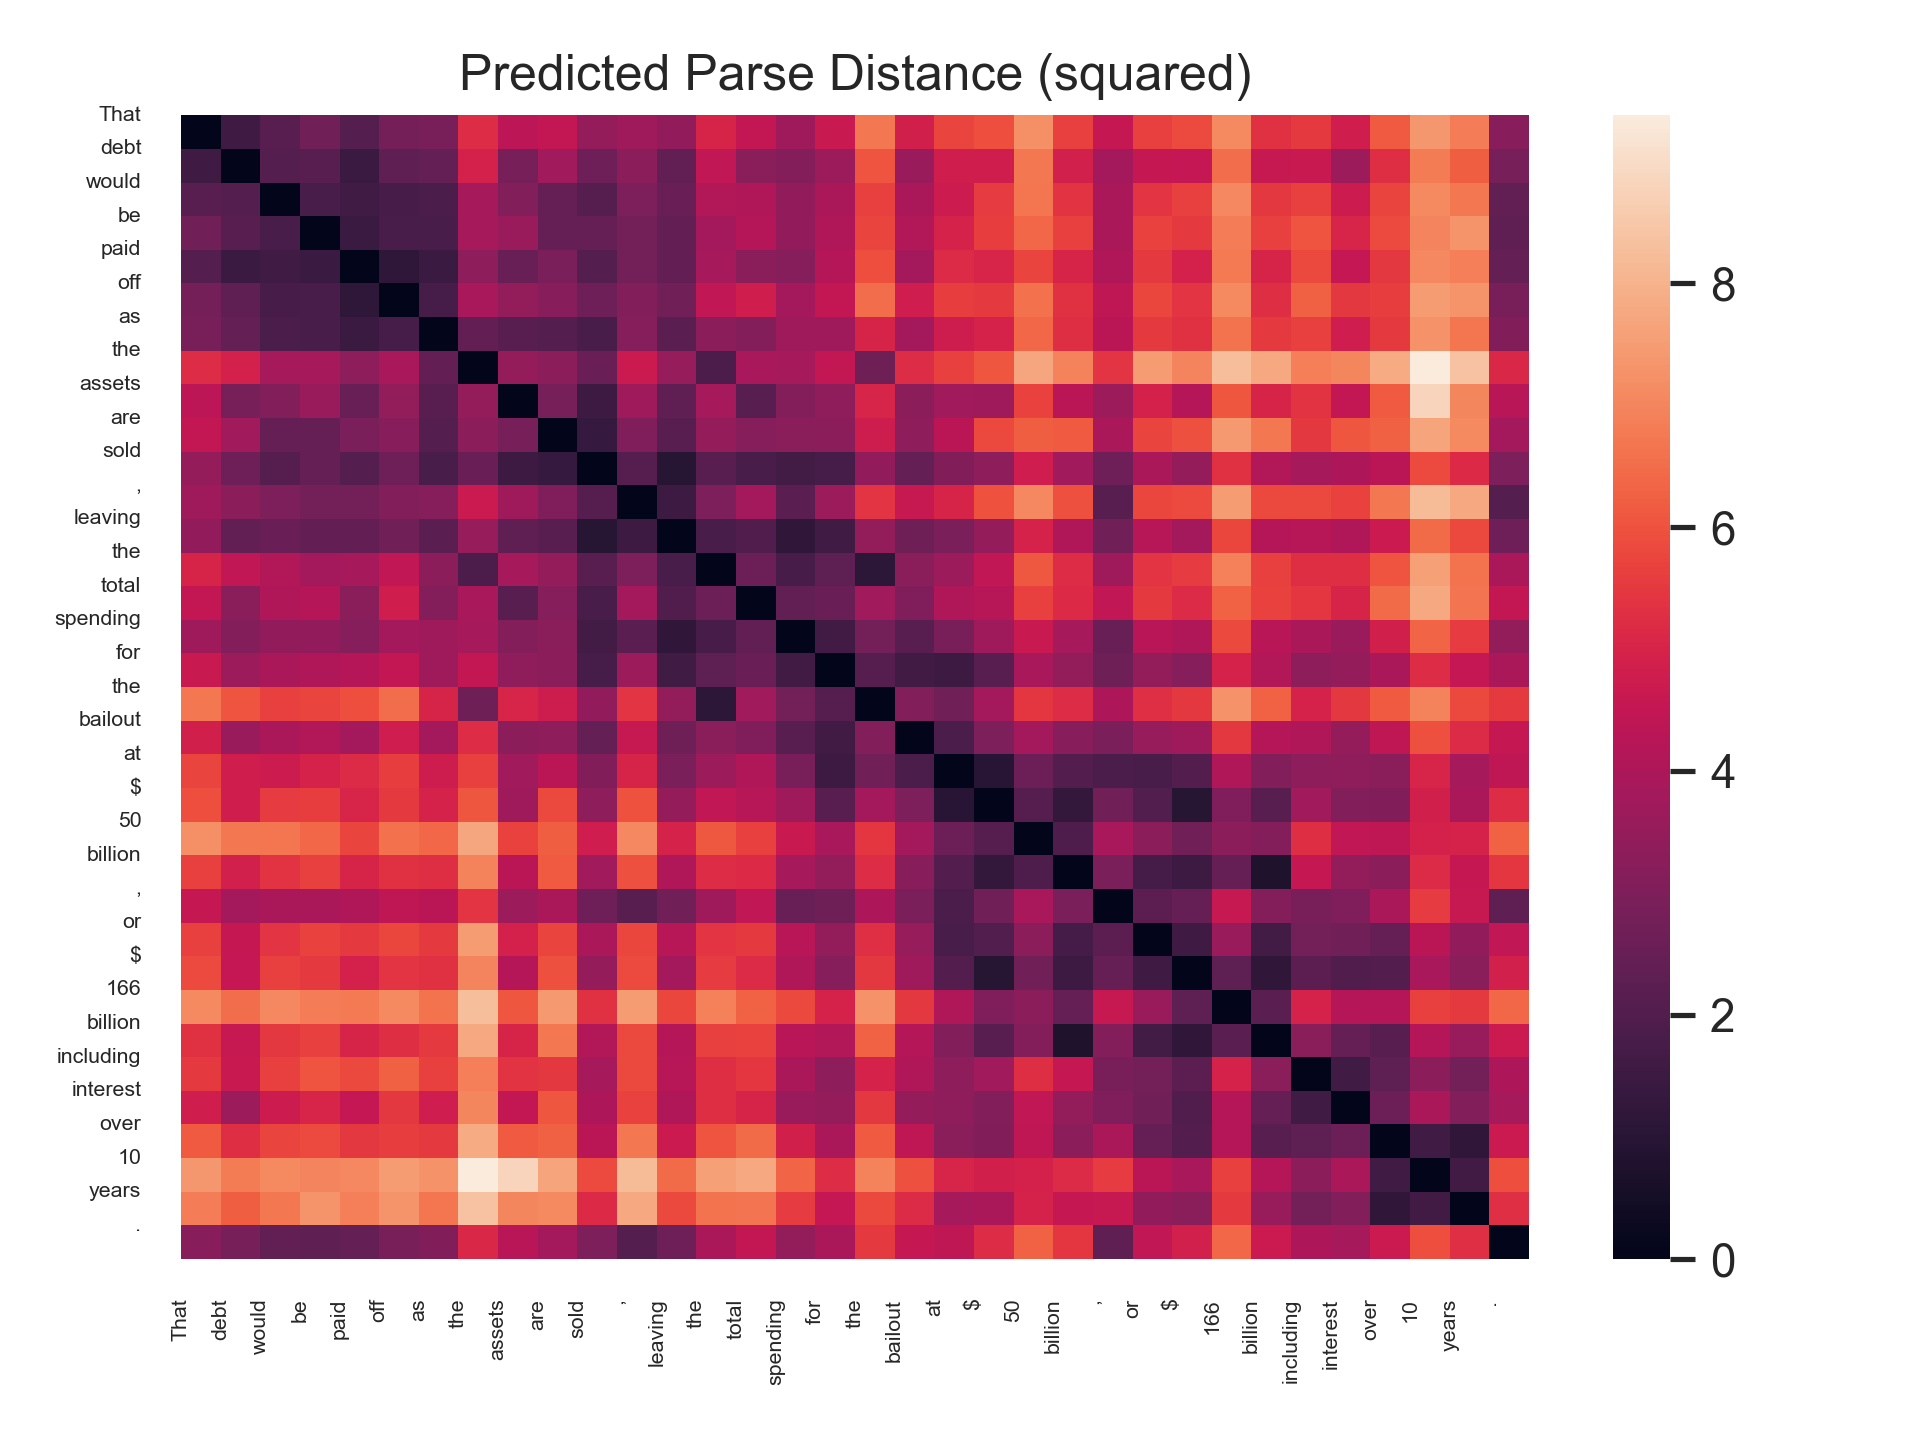 Predicted Parse Distance (squared)
That
debt
would
be
paid
off
as
the
assets
are
sold
,
leaving
the
total
spending
for
the
bailout
at
$
50
billion
,
or
$
166
billion
including
interest
over
10
years
.
8
6
4
2
0
That
debt
would
be
paid
off
as
the
assets
are
sold
,
leaving
the
total
spending
for
the
bailout
at
$
50
billion
,
or
$
166
billion
including
interest
over
10
years
.